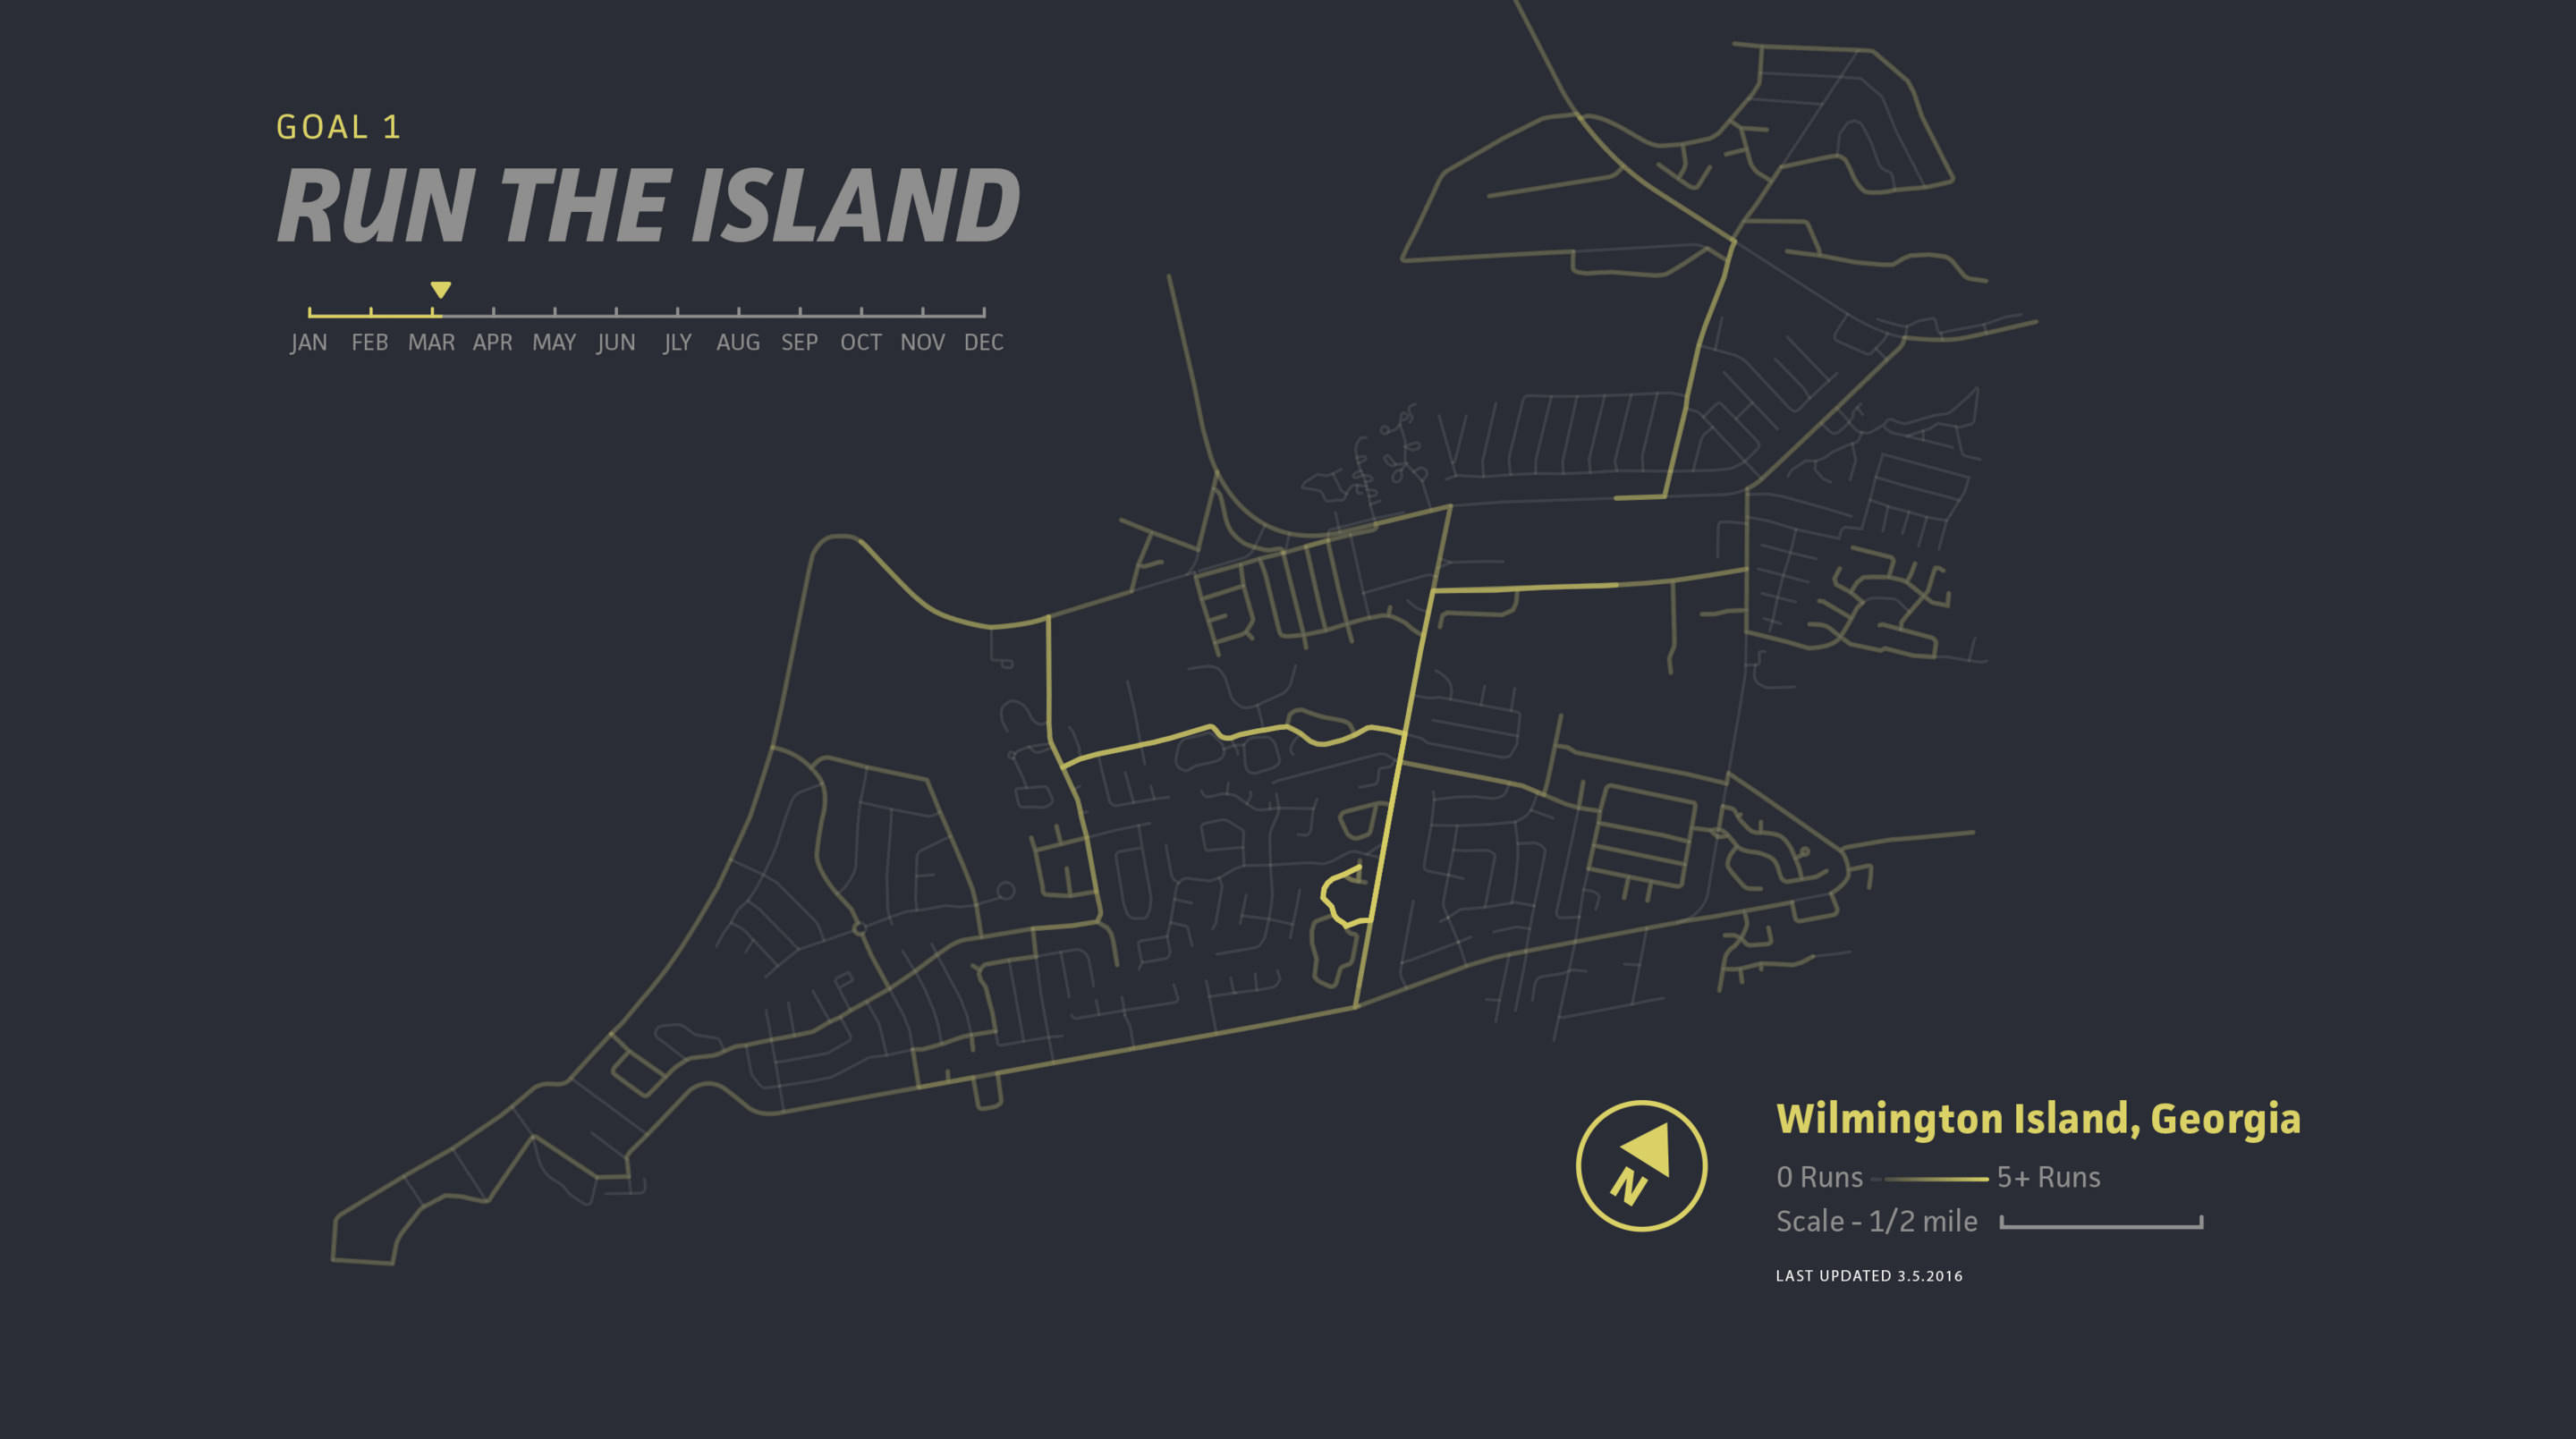 GOAL 1
RUN THE ISLAND
JAN FEB MAR APR MAY JUN JLY AUG SEP OCT NOV DEC
N
Wilmington Island, Georgia
0 Runs 5+ Runs
Scale - 1/2 mile
LAST UPDATED 3.5.2016